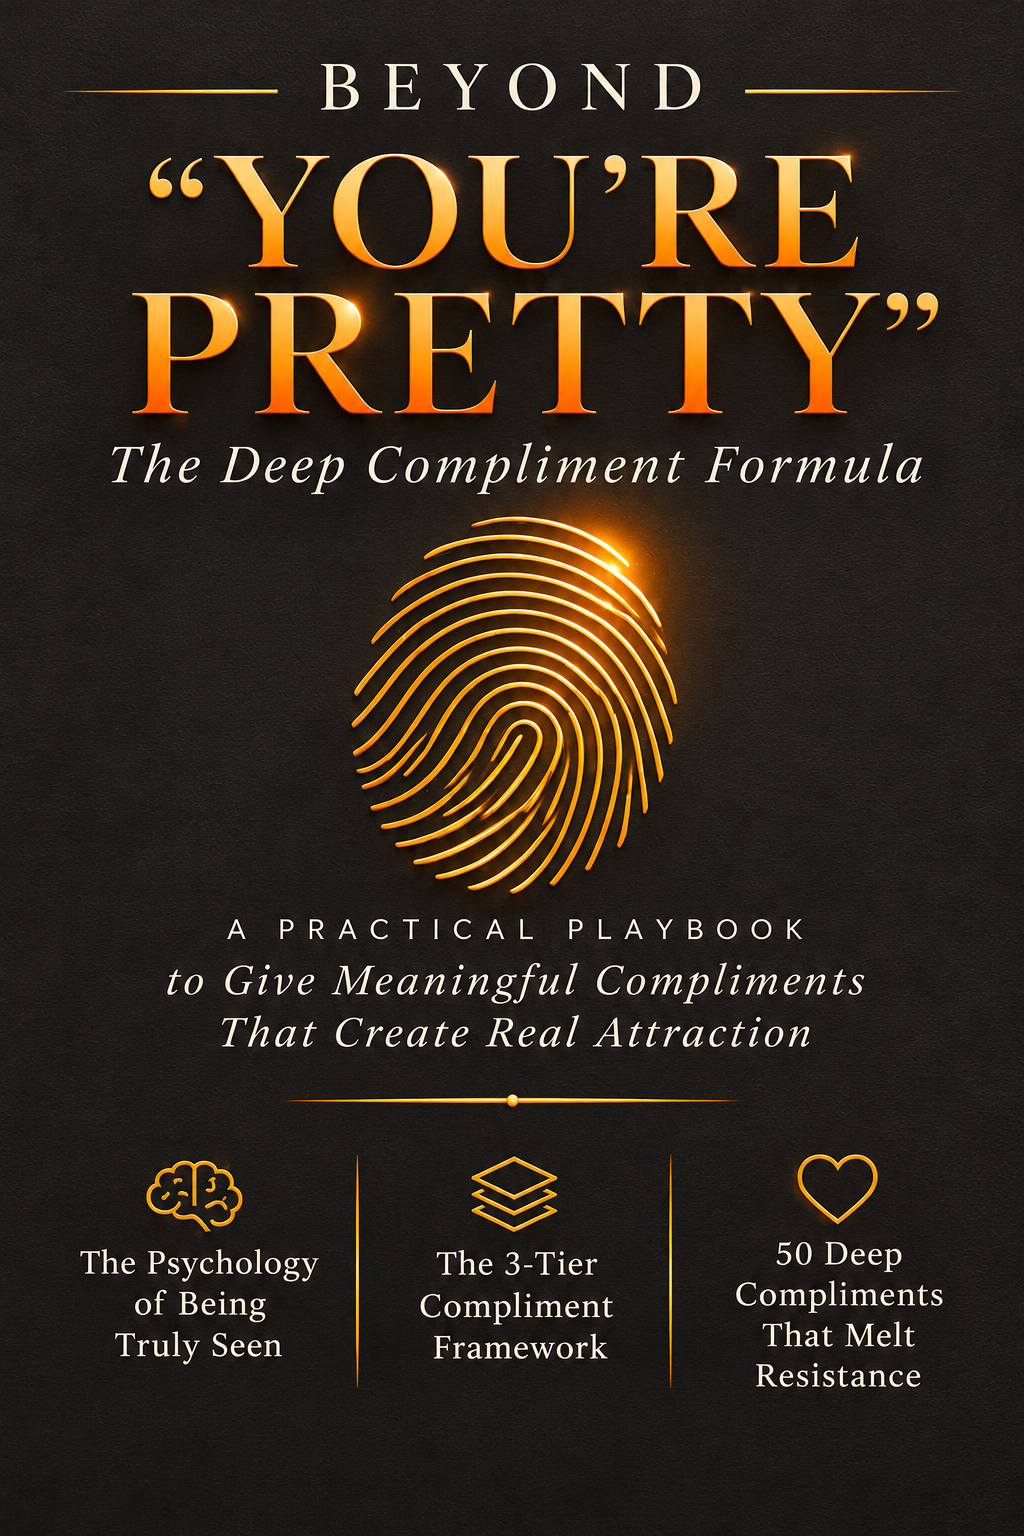 BEYOND
“YOU’RE
PRETTY”
The Deep Compliment Formula
A PRACTICAL PLAYBOOK
to Give Meaningful Compliments
That Create Real Attraction
The Psychology
of Being
Truly Seen
The 3-Tier
Compliment
Framework
50 Deep
Compliments
That Melt
Resistance